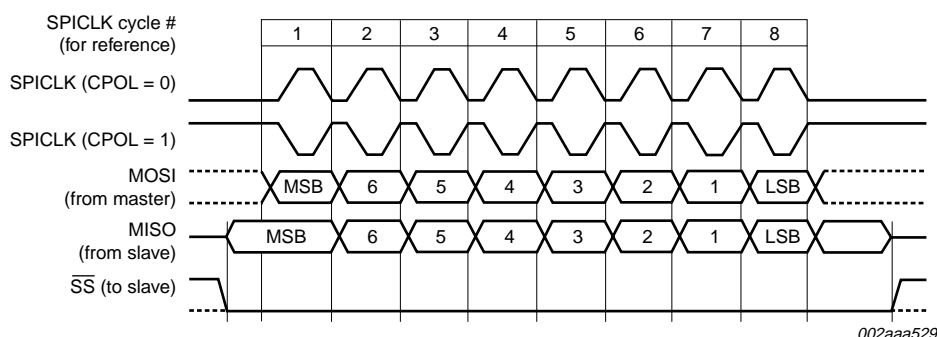 SPICLK cycle #
(for reference)
1 2 3 4 5 6 7 8
SPICLK (CPOL = 0)
SPICLK (CPOL = 1)
MOSI
(from master)
MSB 6 5 4 3 2 1 LSB
MISO
(from slave)
MSB 6 5 4 3 2 1 LSB
S̅S̅ (to slave)
002aaa529